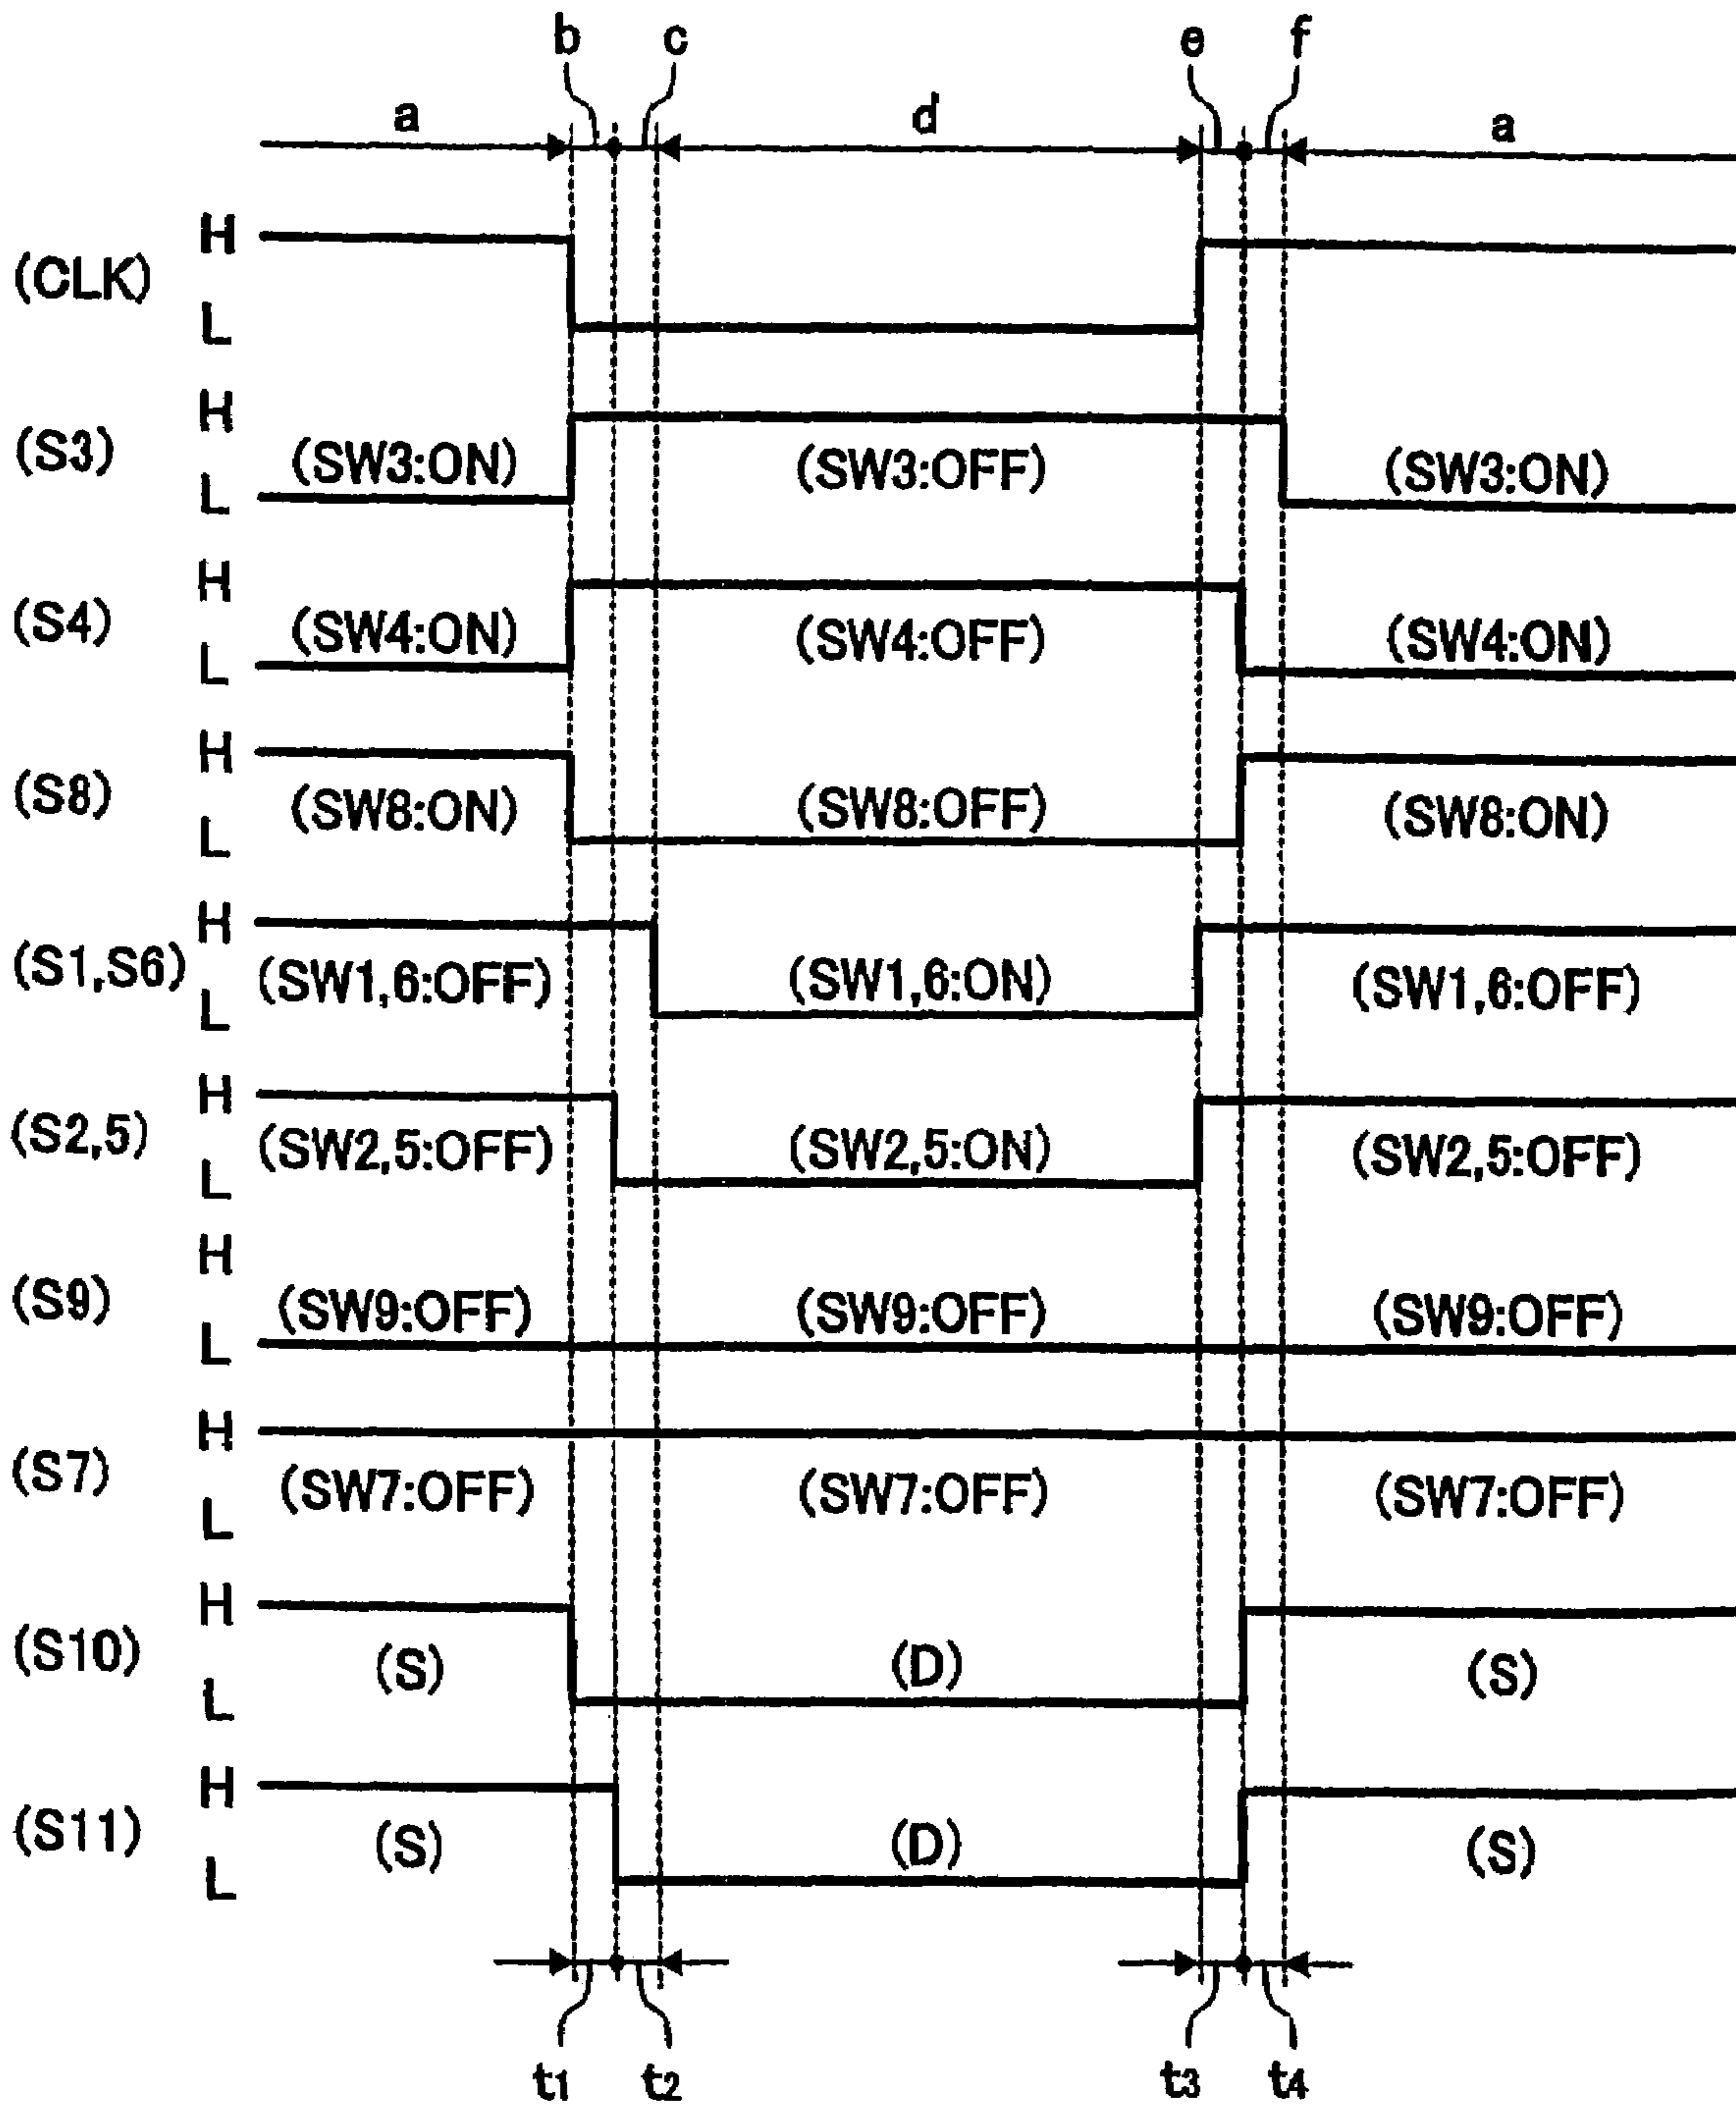 b c e f
a d a
(CLK) H
L
(S3) H
L (SW3:ON) (SW3:OFF) (SW3:ON)
(S4) H
L (SW4:ON) (SW4:OFF) (SW4:ON)
(S8) H
L (SW8:ON) (SW8:OFF) (SW8:ON)
(S1,S6) H
L (SW1,6:OFF) (SW1,6:ON) (SW1,6:OFF)
(S2,5) H
L (SW2,5:OFF) (SW2,5:ON) (SW2,5:OFF)
(S9) H
L (SW9:OFF) (SW9:OFF) (SW9:OFF)
(S7) H
L (SW7:OFF) (SW7:OFF) (SW7:OFF)
(S10) H
L (S) (D) (S)
(S11) H
L (S) (D) (S)
t1 t2 t3 t4